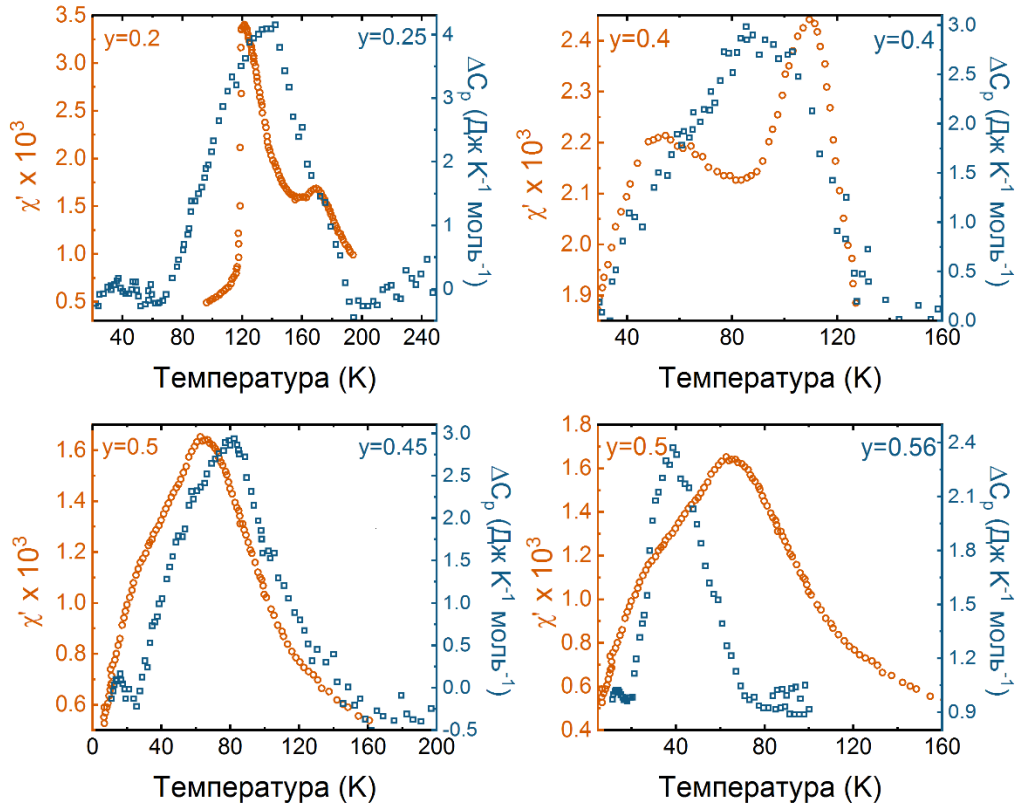 y=0.2
y=0.25
χ' x 10³
3.5
3.0
2.5
2.0
1.5
1.0
0.5
4
3
2
1
0
ΔCₚ (Дж К⁻¹ моль⁻¹)
40 80 120 160 200 240
Температура (K)
y=0.4
y=0.4
χ' x 10³
2.4
2.3
2.2
2.1
2.0
1.9
3.0
2.5
2.0
1.5
1.0
0.5
0.0
ΔCₚ (Дж К⁻¹ моль⁻¹)
40 80 120 160
Температура (K)
y=0.5
y=0.45
χ' x 10³
1.6
1.4
1.2
1.0
0.8
0.6
3.0
2.5
2.0
1.5
1.0
0.5
0.0
-0.5
ΔCₚ (Дж К⁻¹ моль⁻¹)
0 40 80 120 160 200
Температура (K)
y=0.5
y=0.56
χ' x 10³
1.8
1.6
1.4
1.2
1.0
0.8
0.6
0.4
2.4
2.1
1.8
1.5
1.2
0.9
ΔCₚ (Дж К⁻¹ моль⁻¹)
40 80 120 160
Температура (K)